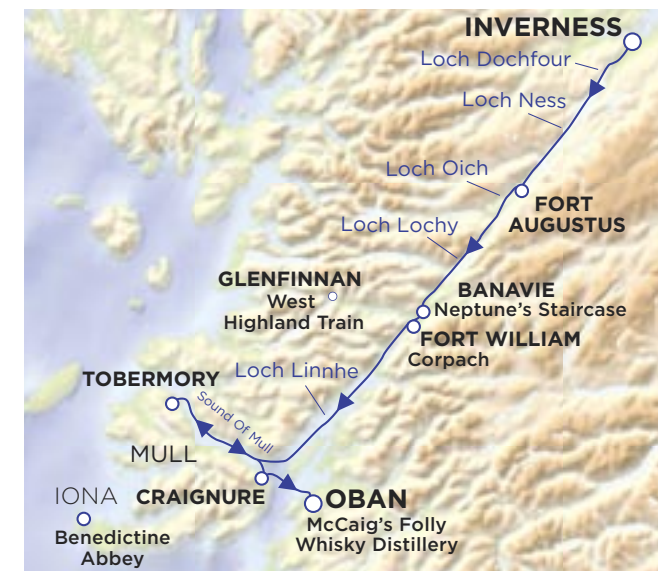 INVERNESS
Loch Dochfour
Loch Ness
Loch Oich
FORT
AUGUSTUS
Loch Lochy
GLENFINNAN
West
Highland Train
BANAVIE
Neptune's Staircase
FORT WILLIAM
Corpach
TOBERMORY
Loch Linnhe
Sound Of Mull
MULL
IONA
Benedictine
Abbey
CRAIGNURE
OBAN
McCaig's Folly
Whisky Distillery